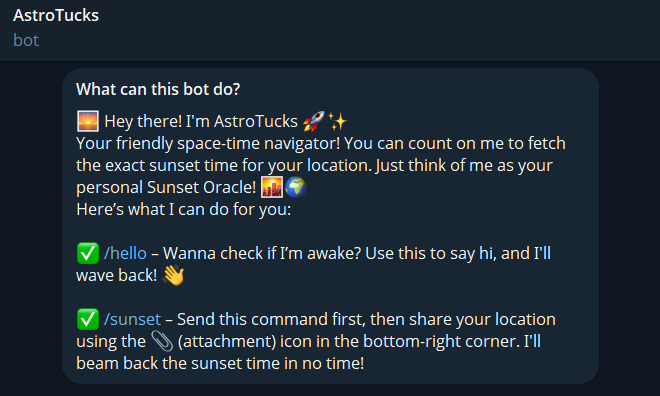 AstroTucks
bot
What can this bot do?
🌅 Hey there! I'm AstroTucks 🚀✨
Your friendly space-time navigator! You can count on me to fetch
the exact sunset time for your location. Just think of me as your
personal Sunset Oracle! 🌇🌍
Here’s what I can do for you:
✅ /hello – Wanna check if I’m awake? Use this to say hi, and I'll
wave back! 👋
✅ /sunset – Send this command first, then share your location
using the 📎 (attachment) icon in the bottom-right corner. I'll
beam back the sunset time in no time!